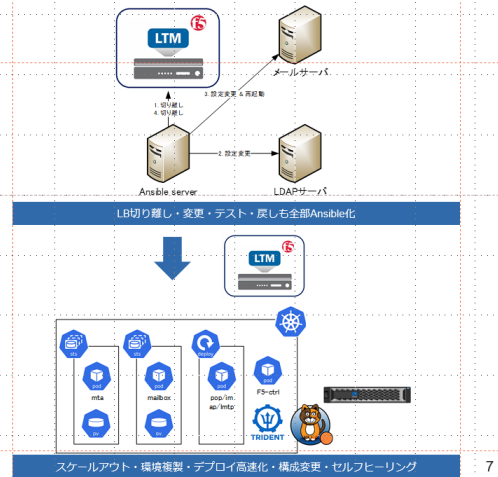 LTM
メールサーバ
3. 設定変更 & 再起動
1. 切り離し
4. 切り離し
2. 設定変更
Ansible server
LDAPサーバ
LB切り離し・変更・テスト・戻しも全部Ansible化
LTM
sts
sts
deploy
pod
pod
pod
pod
mta
mailbox
pop/im
ap/lmtp
F5-ctrl
pv
pv
TRIDENT
スケールアウト・環境複製・デプロイ高速化・構成変更・セルフヒーリング
7